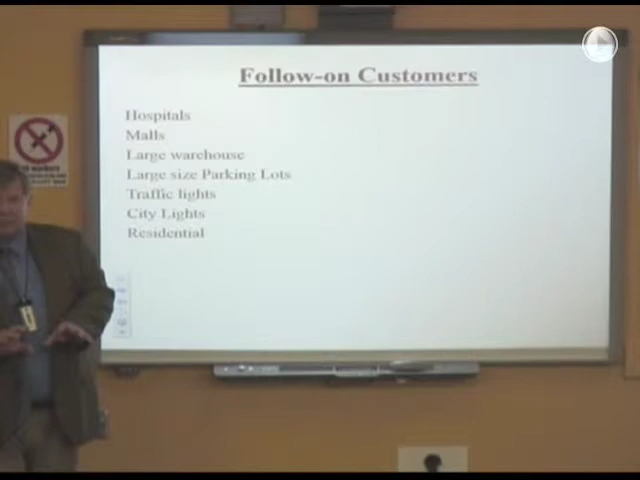 Follow-on Customers
Hospitals
Malls
Large warehouse
Large size Parking Lots
Traffic lights
City Lights
Residential